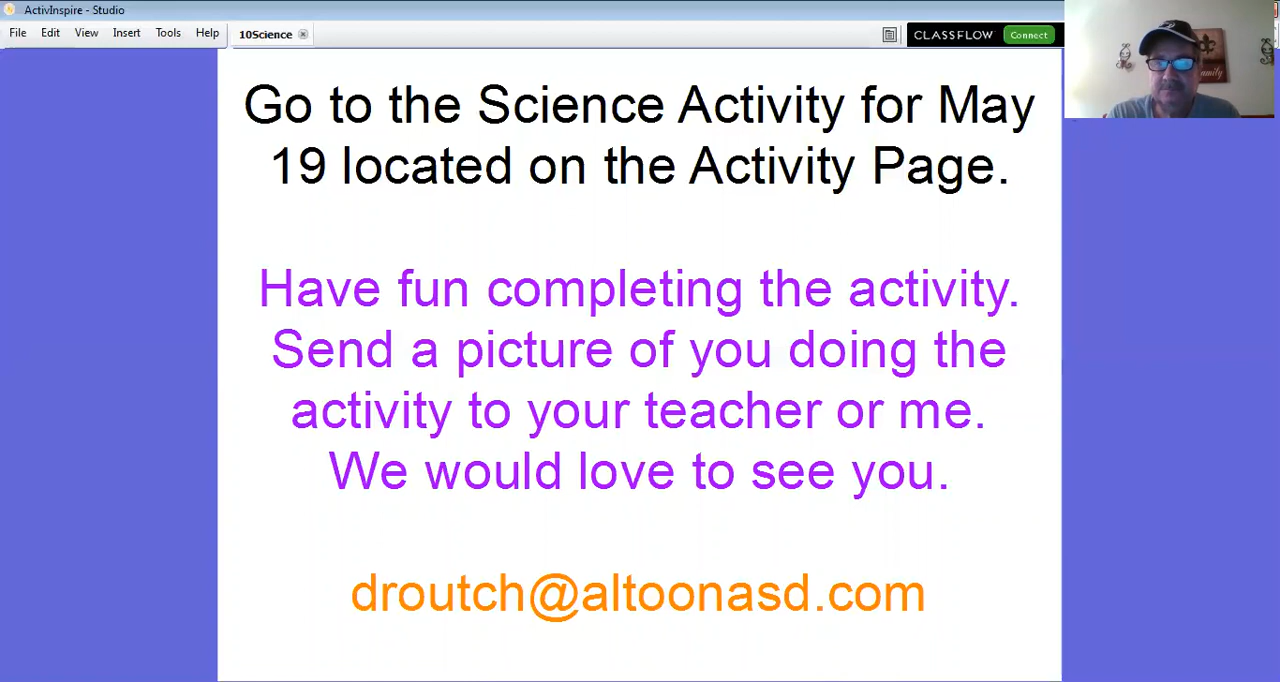 ActivInspire - Studio
File Edit View Insert Tools Help 10Science CLASSFLOW Connect
Family
Go to the Science Activity for May
19 located on the Activity Page.
Have fun completing the activity.
Send a picture of you doing the
activity to your teacher or me.
We would love to see you.
droutch@altoonasd.com